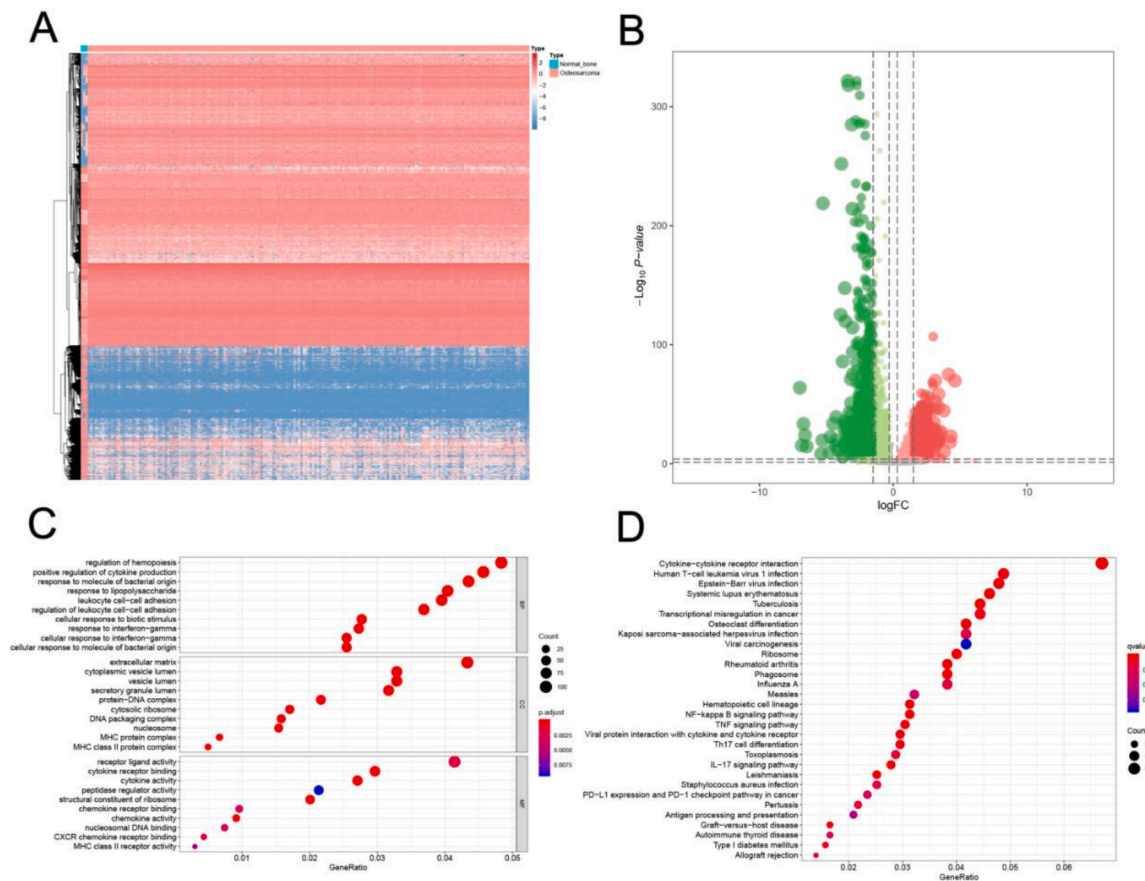 A
Type
2
0
−2
−4
−6
−8
Type
Normal_bone
Osteosarcoma
B
300
200
100
0
−Log10 P−value
−10
0
10
logFC
C
regulation of hemopoiesis
positive regulation of cytokine production
response to molecule of bacterial origin
response to lipopolysaccharide
leukocyte cell−cell adhesion
regulation of leukocyte cell−cell adhesion
cellular response to biotic stimulus
response to interferon−gamma
cellular response to interferon−gamma
cellular response to molecule of bacterial origin
BP
extracellular matrix
cytoplasmic vesicle lumen
vesicle lumen
secretory granule lumen
protein−DNA complex
cytosolic ribosome
DNA packaging complex
nucleosome
MHC protein complex
MHC class II protein complex
CC
receptor ligand activity
cytokine receptor binding
cytokine activity
peptidase regulator activity
structural constituent of ribosome
chemokine receptor binding
chemokine activity
nucleosomal DNA binding
CXCR chemokine receptor binding
MHC class II receptor activity
MF
0.01
0.02
0.03
0.04
0.05
GeneRatio
Count
25
50
75
100
p.adjust
0.0025
0.0050
0.0075
D
Cytokine−cytokine receptor interaction
Human T−cell leukemia virus 1 infection
Epstein−Barr virus infection
Systemic lupus erythematosus
Tuberculosis
Transcriptional misregulation in cancer
Osteoclast differentiation
Kaposi sarcoma−associated herpesvirus infection
Viral carcinogenesis
Ribosome
Rheumatoid arthritis
Phagosome
Influenza A
Measles
Hematopoietic cell lineage
NF−kappa B signaling pathway
TNF signaling pathway
Viral protein interaction with cytokine and cytokine receptor
Th17 cell differentiation
Toxoplasmosis
IL−17 signaling pathway
Leishmaniasis
Staphylococcus aureus infection
PD−L1 expression and PD−1 checkpoint pathway in cancer
Pertussis
Antigen processing and presentation
Graft−versus−host disease
Autoimmune thyroid disease
Type I diabetes mellitus
Allograft rejection
0.02
0.03
0.04
0.05
0.06
GeneRatio
qvalu
Coun